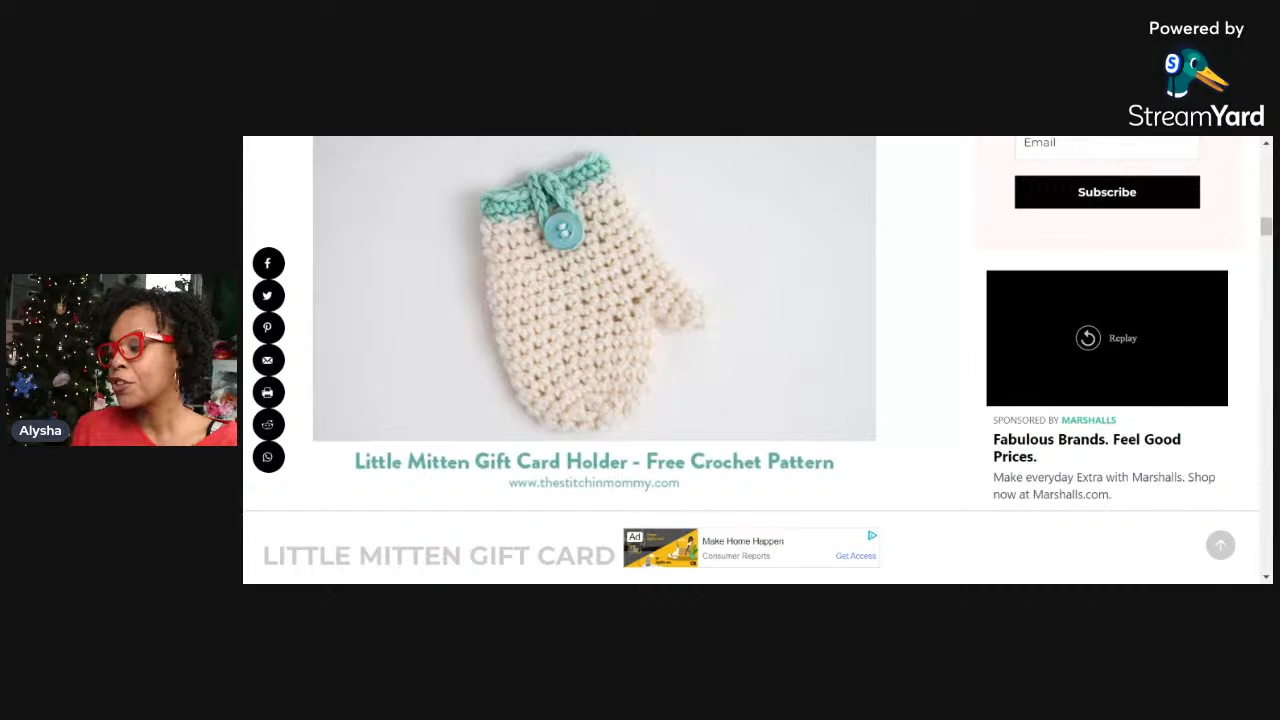 Powered by
S
StreamYard
Email
Subscribe
Replay
Alysha
SPONSORED BY MARSHALLS
Fabulous Brands. Feel Good
Prices.
Make everyday Extra with Marshalls. Shop
now at Marshalls.com.
Little Mitten Gift Card Holder - Free Crochet Pattern
www.thestitchinmommy.com
LITTLE MITTEN GIFT CARD
Ad
Make Home Happen
Consumer Reports
Get Access